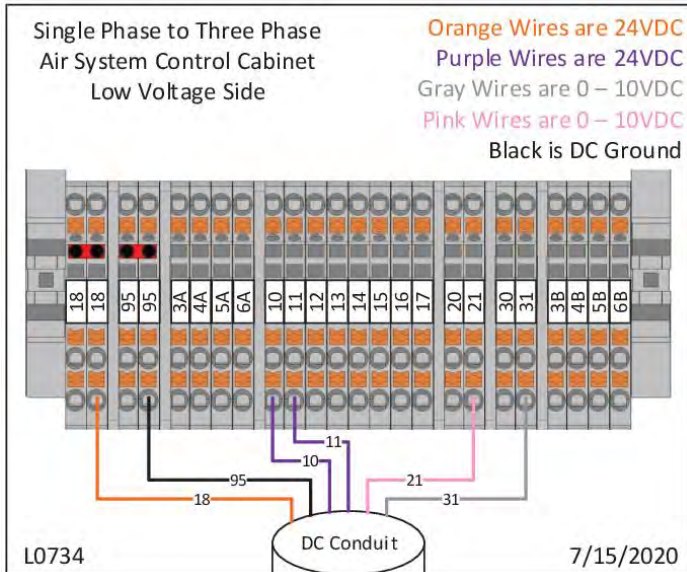 Single Phase to Three Phase
Air System Control Cabinet
Low Voltage Side
Orange Wires are 24VDC
Purple Wires are 24VDC
Gray Wires are 0 – 10VDC
Pink Wires are 0 – 10VDC
Black is DC Ground
18 18 95 95 3A 4A 5A 6A 10 11 12 13 14 15 16 17 20 21 30 31 3B 4B 5B 6B
11
10
95
21
18
31
DC Conduit
L0734
7/15/2020